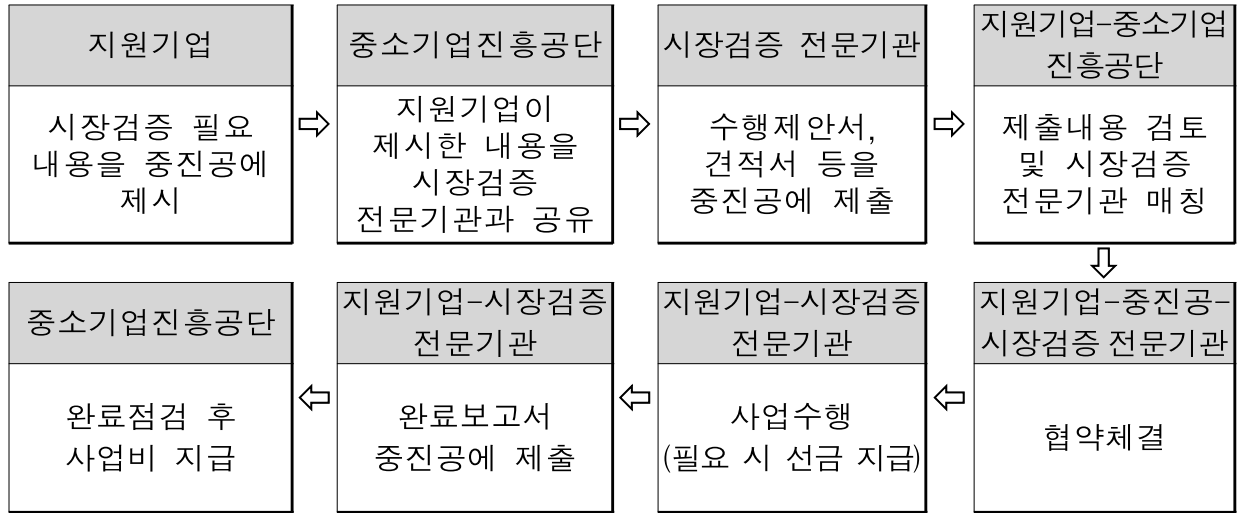 지원기업
시장검증 필요
내용을 중진공에
제시
⇨
중소기업진흥공단
지원기업이
제시한 내용을
시장검증
전문기관과 공유
⇨
시장검증 전문기관
수행제안서,
견적서 등을
중진공에 제출
⇨
지원기업-중소기업
진흥공단
제출내용 검토
및 시장검증
전문기관 매칭
⇩
지원기업-중진공-
시장검증 전문기관
협약체결
⇦
지원기업-시장검증
전문기관
사업수행
(필요 시 선금 지급)
⇦
지원기업-시장검증
전문기관
완료보고서
중진공에 제출
⇦
중소기업진흥공단
완료점검 후
사업비 지급